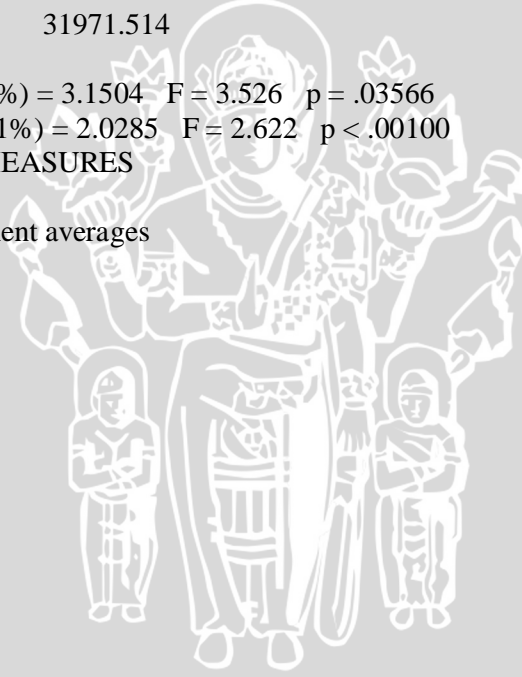 31971.514
%) = 3.1504 F = 3.526 p = .03566
1%) = 2.0285 F = 2.622 p < .00100
EASURES
ent averages